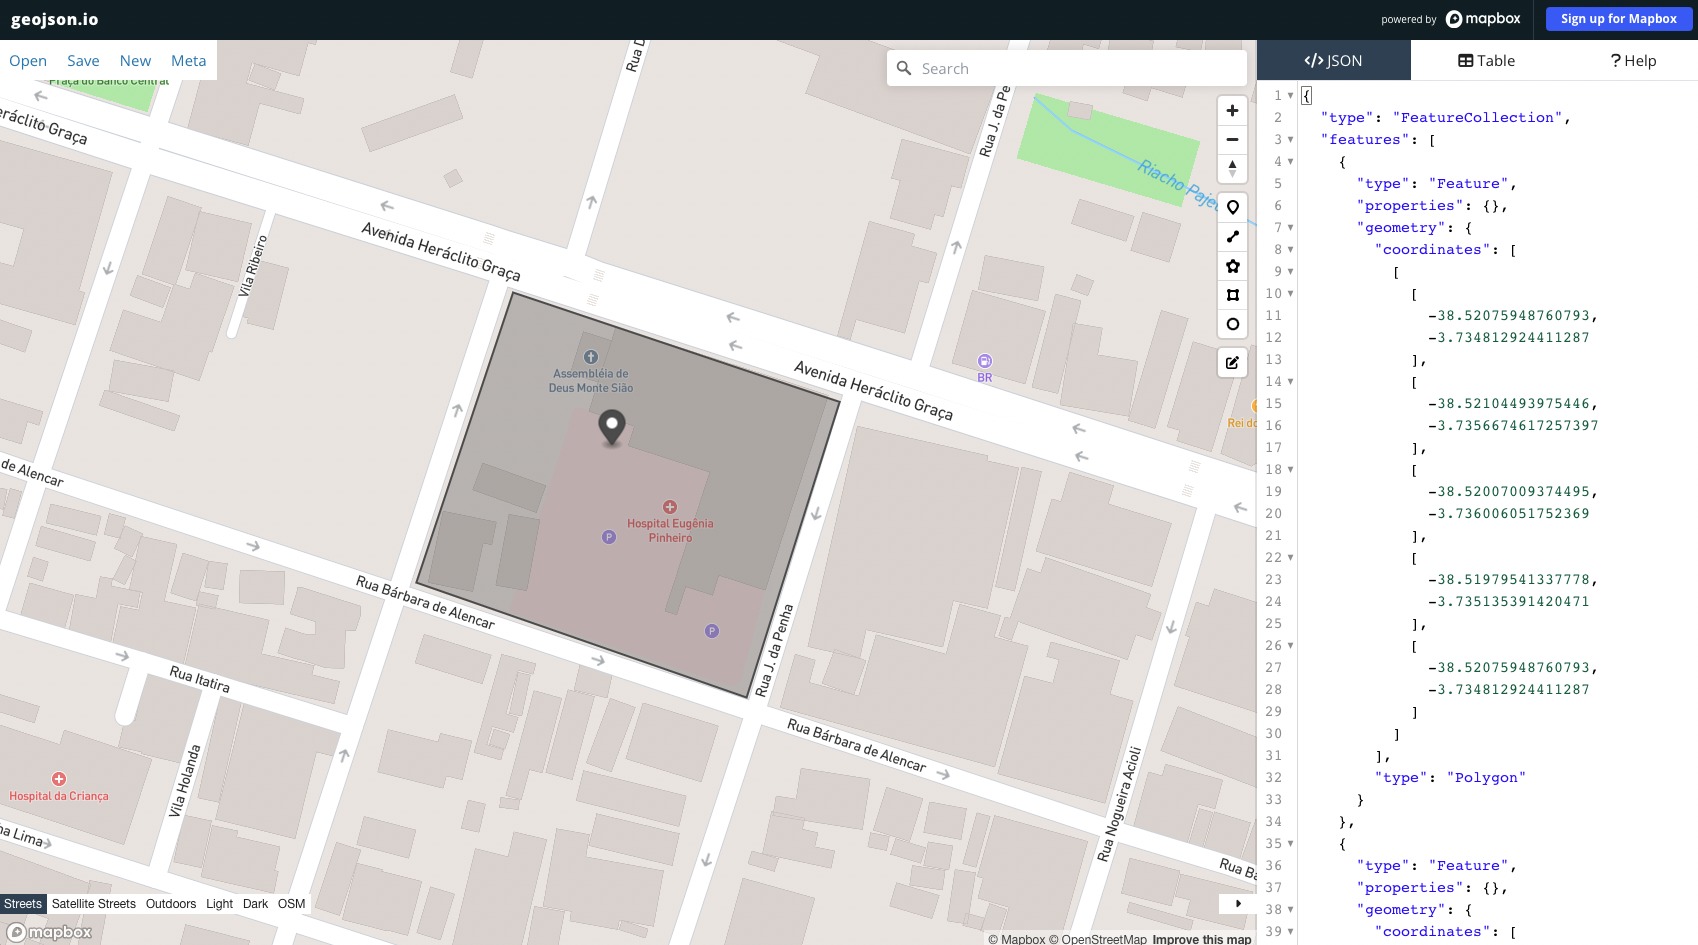 geojson.io
powered by mapbox
Sign up for Mapbox
Open Save New Meta
Search
JSON
Table
Help
Praça do Banco Central
Avenida Heráclito Graça
Vila Ribeiro
Rua J. da Pe
Riacho Paje
Avenida Heráclito Graça
BR
Rei do
Assembléia de
Deus Monte Sião
Hospital Eugênia
Pinheiro
P
P
de Alencar
Rua Bárbara de Alencar
Rua J. da Penha
Rua Itatira
Rua Bárbara de Alencar
Vila Holanda
Rua Nogueira Acioli
Hospital da Criança
Lima
Rua Ba
Streets Satellite Streets Outdoors Light Dark OSM
mapbox
© Mapbox © OpenStreetMap Improve this map
1 {
2 "type": "FeatureCollection",
3 "features": [
4 {
5 "type": "Feature",
6 "properties": {},
7 "geometry": {
8 "coordinates": [
9 [
10 [
11 -38.52075948760793,
12 -3.734812924411287
13 ],
14 [
15 -38.52104493975446,
16 -3.7356674617257397
17 ],
18 [
19 -38.52007009374495,
20 -3.736006051752369
21 ],
22 [
23 -38.51979541337778,
24 -3.735135391420471
25 ],
26 [
27 -38.52075948760793,
28 -3.734812924411287
29 ]
30 ]
31 ],
32 "type": "Polygon"
33 }
34 },
35 {
36 "type": "Feature",
37 "properties": {},
38 "geometry": {
39 "coordinates": [